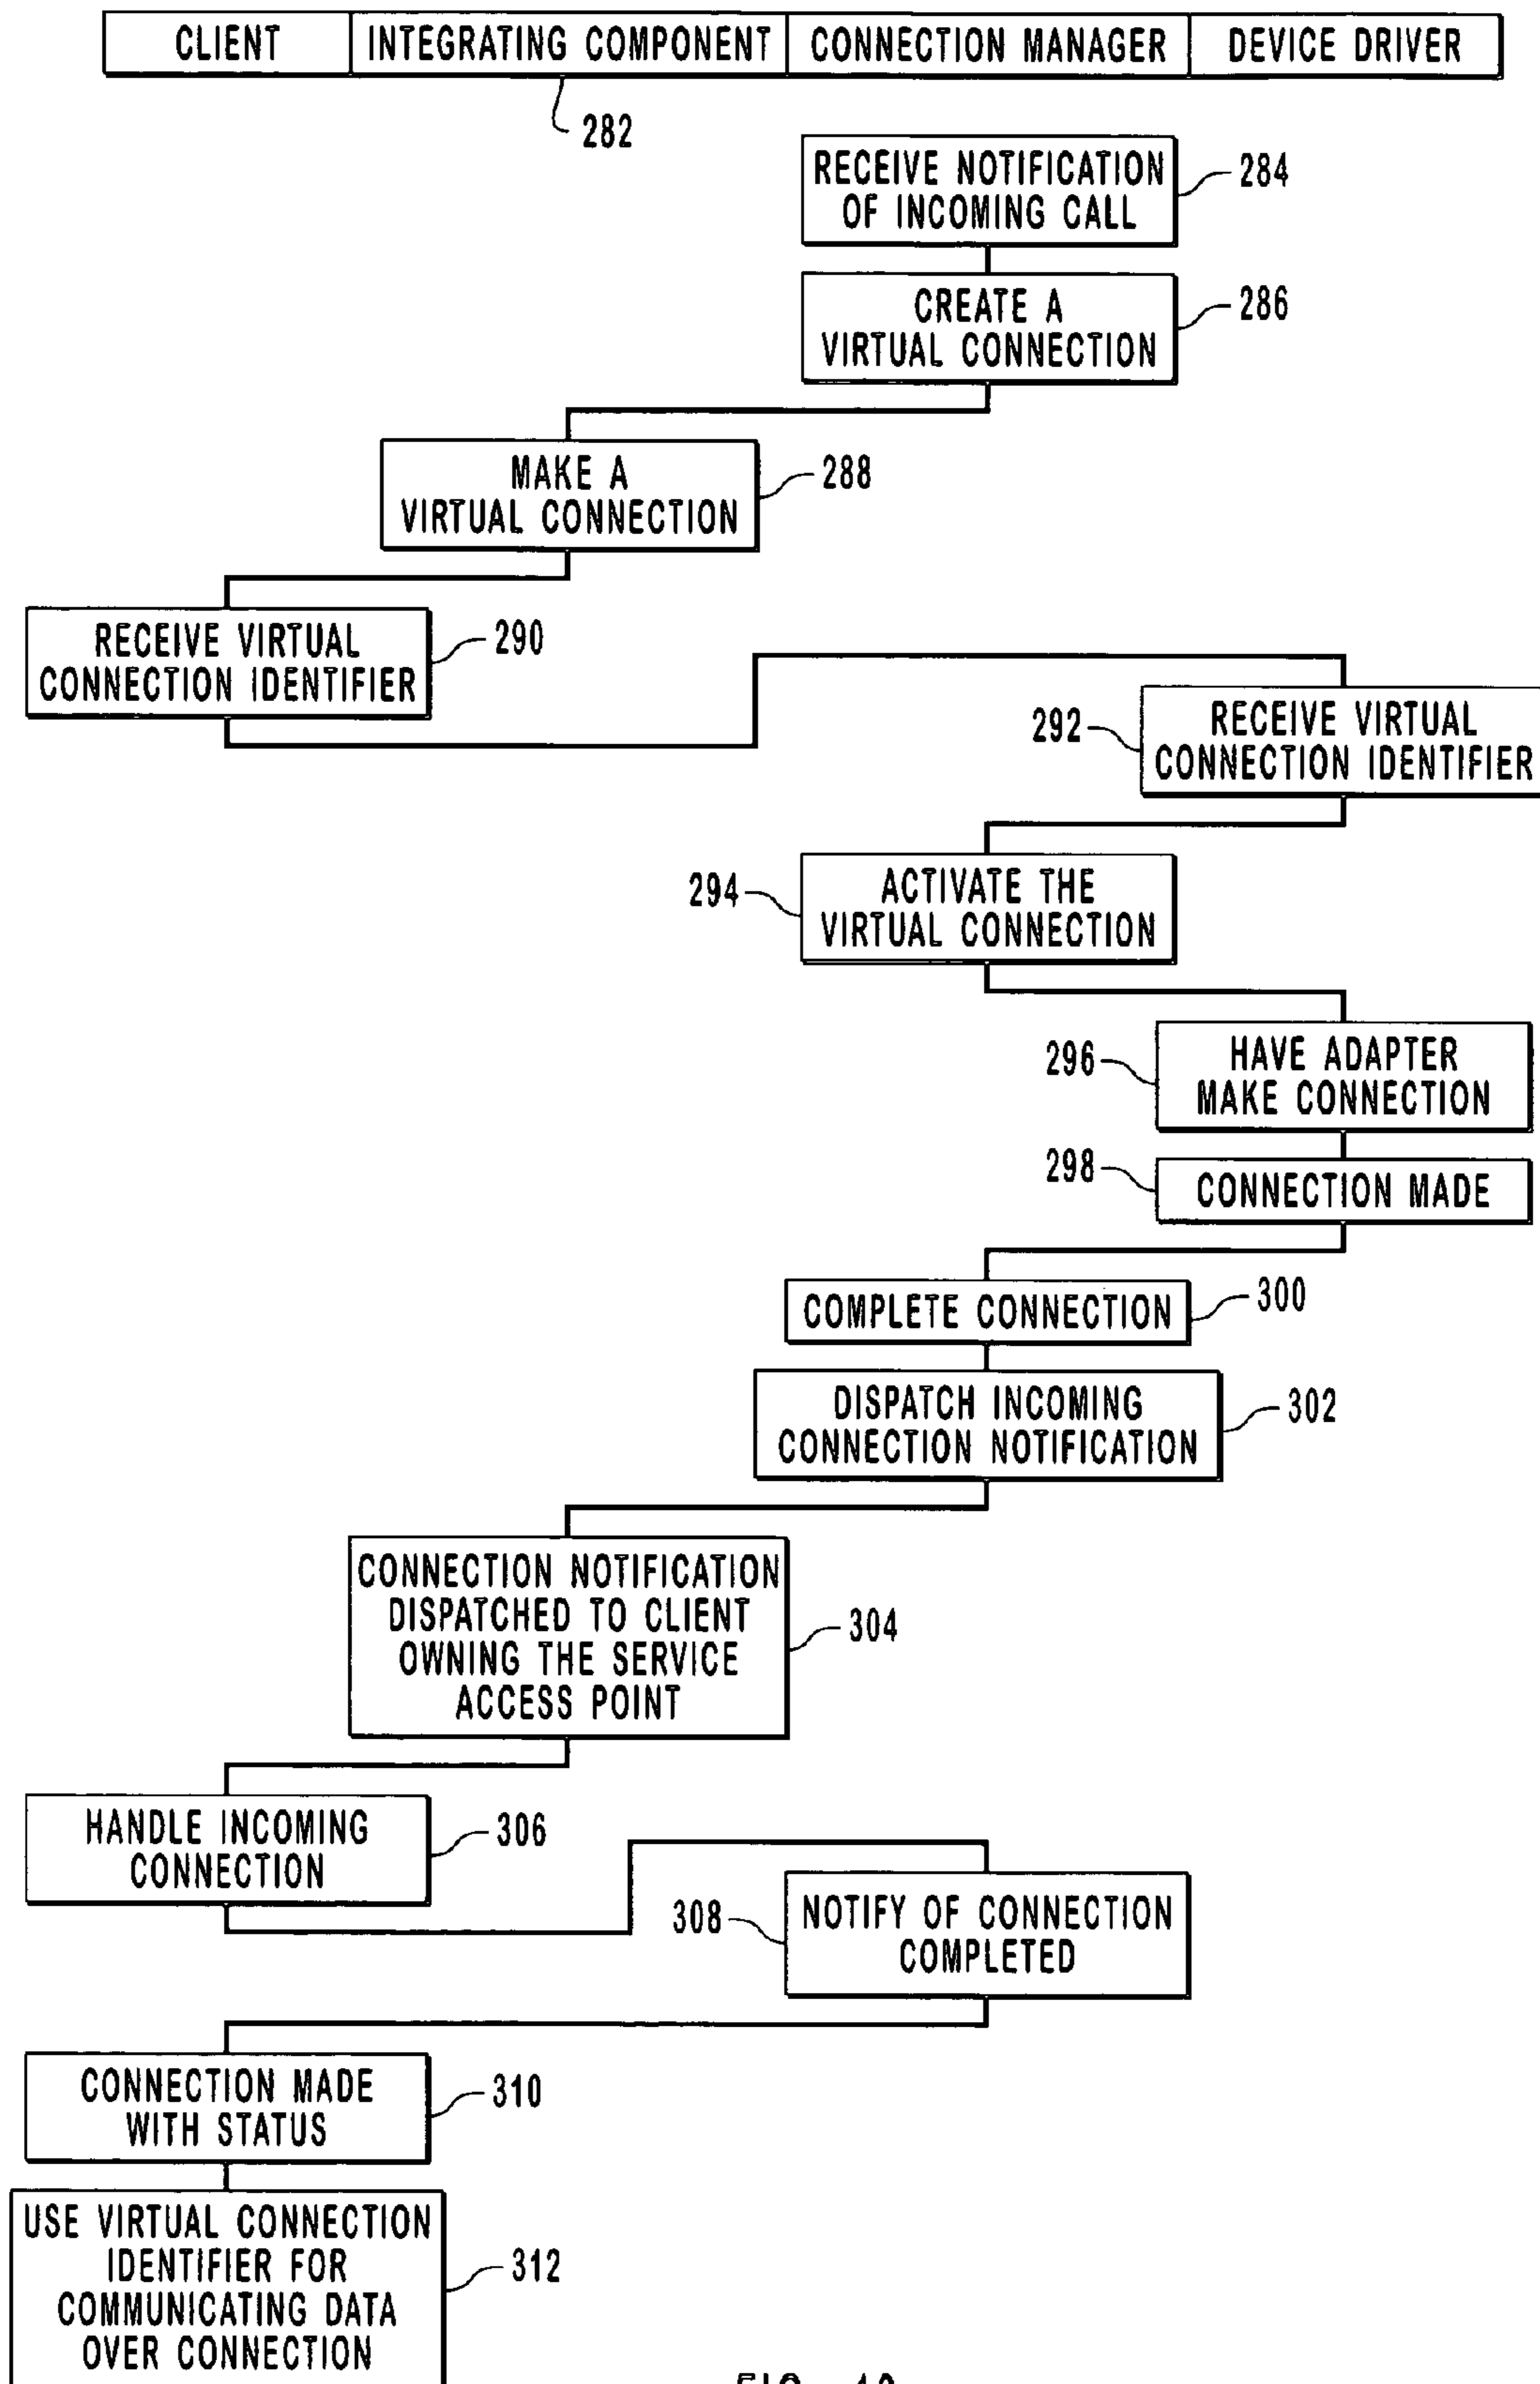 CLIENT INTEGRATING COMPONENT CONNECTION MANAGER DEVICE DRIVER
282
RECEIVE NOTIFICATION
OF INCOMING CALL
284
CREATE A
VIRTUAL CONNECTION
286
MAKE A
VIRTUAL CONNECTION
288
RECEIVE VIRTUAL
CONNECTION IDENTIFIER
290
292
RECEIVE VIRTUAL
CONNECTION IDENTIFIER
294
ACTIVATE THE
VIRTUAL CONNECTION
296
HAVE ADAPTER
MAKE CONNECTION
298
CONNECTION MADE
COMPLETE CONNECTION
300
DISPATCH INCOMING
CONNECTION NOTIFICATION
302
CONNECTION NOTIFICATION
DISPATCHED TO CLIENT
OWNING THE SERVICE
ACCESS POINT
304
HANDLE INCOMING
CONNECTION
306
308
NOTIFY OF CONNECTION
COMPLETED
CONNECTION MADE
WITH STATUS
310
USE VIRTUAL CONNECTION
IDENTIFIER FOR
COMMUNICATING DATA
OVER CONNECTION
312